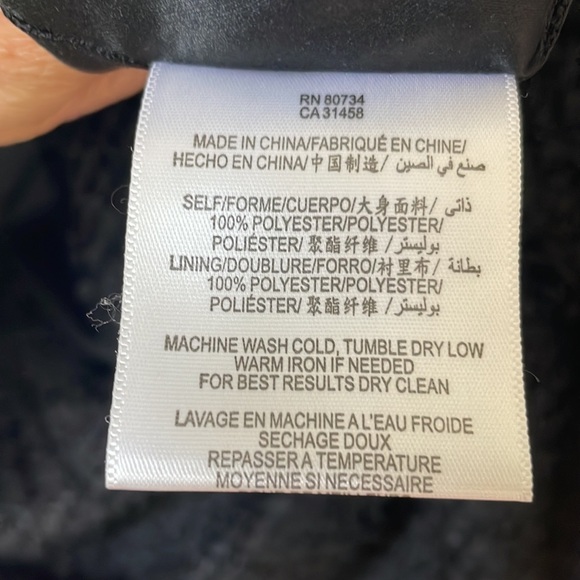 RN 80734
CA 31458
MADE IN CHINA/FABRIQUÉ EN CHINE/
HECHO EN CHINA/中国制造/ صنع في الصين
SELF/FORME/CUERPO/大身面料/ ذاتى
100% POLYESTER/POLYESTER/
POLIÉSTER/ 聚酯纤维 /بوليستر/
LINING/DOUBLURE/FORRO/衬里布/ بطانة
100% POLYESTER/POLYESTER/
POLIÉSTER/ 聚酯纤维 /بوليستر/
MACHINE WASH COLD, TUMBLE DRY LOW
WARM IRON IF NEEDED
FOR BEST RESULTS DRY CLEAN
LAVAGE EN MACHINE A L'EAU FROIDE
SECHAGE DOUX
REPASSER A TEMPERATURE
MOYENNE SI NECESSAIRE